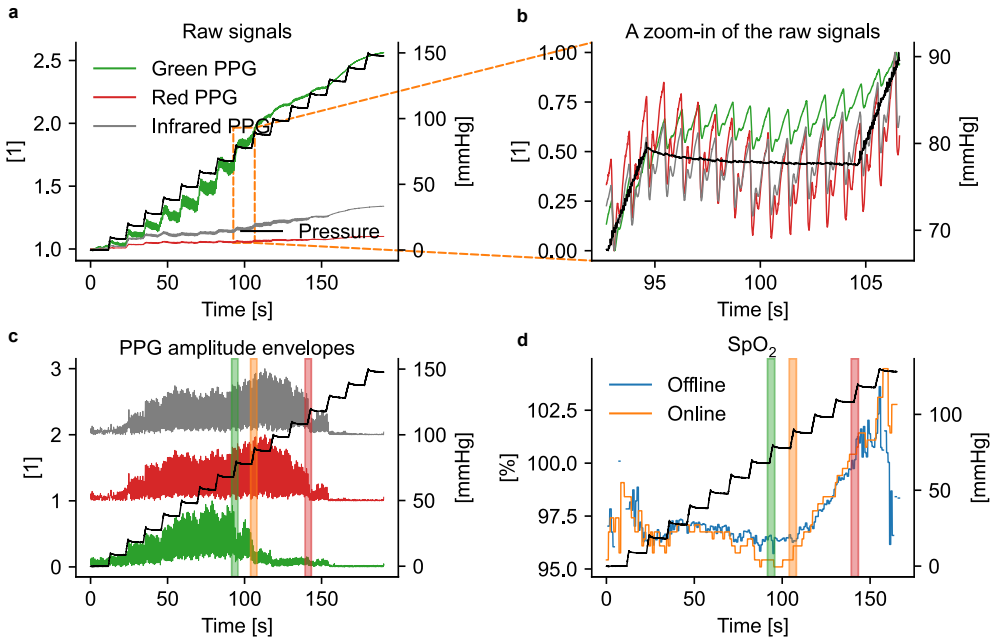 a
Raw signals
2.5
2.0
1.5
1.0
[1]
Green PPG
Red PPG
Infrared PPG
Pressure
150
100
50
0
[mmHg]
0
50
100
150
Time [s]
b
A zoom-in of the raw signals
1.00
0.75
0.50
0.25
0.00
[1]
90
80
70
[mmHg]
95
100
105
Time [s]
c
PPG amplitude envelopes
3
2
1
0
[1]
150
100
50
0
[mmHg]
0
50
100
150
Time [s]
d
SpO₂
102.5
100.0
97.5
95.0
[%]
Offline
Online
100
50
0
[mmHg]
0
50
100
150
Time [s]